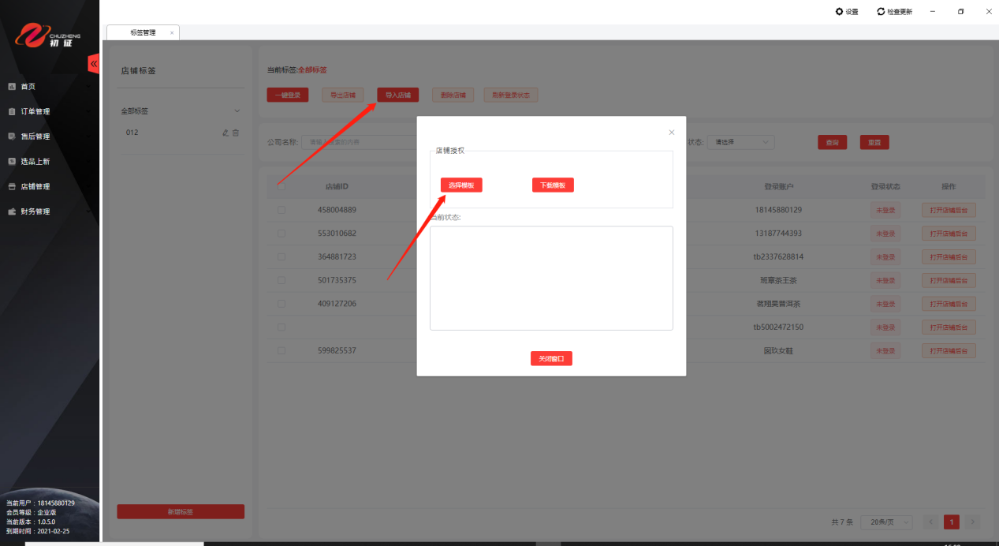 设置 检查更新
CHUZHENG
初 证
标签管理 ×
首页
订单管理
售后管理
选品上新
店铺管理
财务管理
当前用户：18145880129
会员等级：企业版
当前版本：1.0.5.0
到期时间：2021-02-25
店铺标签
全部标签
012
新增标签
当前标签:全部标签
一键登录 导出店铺 导入店铺 删除店铺 刷新登录状态
公司名称: 状态: 请选择 查询 重置
店铺ID 登录账户 登录状态 操作
458004889 18145880129 未登录 打开店铺后台
553010682 13187744393 未登录 打开店铺后台
364881723 tb2337628814 未登录 打开店铺后台
501735375 班章茶王茶 未登录 打开店铺后台
409127206 茗翔昊普洱茶 未登录 打开店铺后台
tb5002472150 未登录 打开店铺后台
599825537 囡玖女鞋 未登录 打开店铺后台
店铺授权
选择模板 下载模板
当前状态:
关闭窗口
共 7 条 20条/页 1